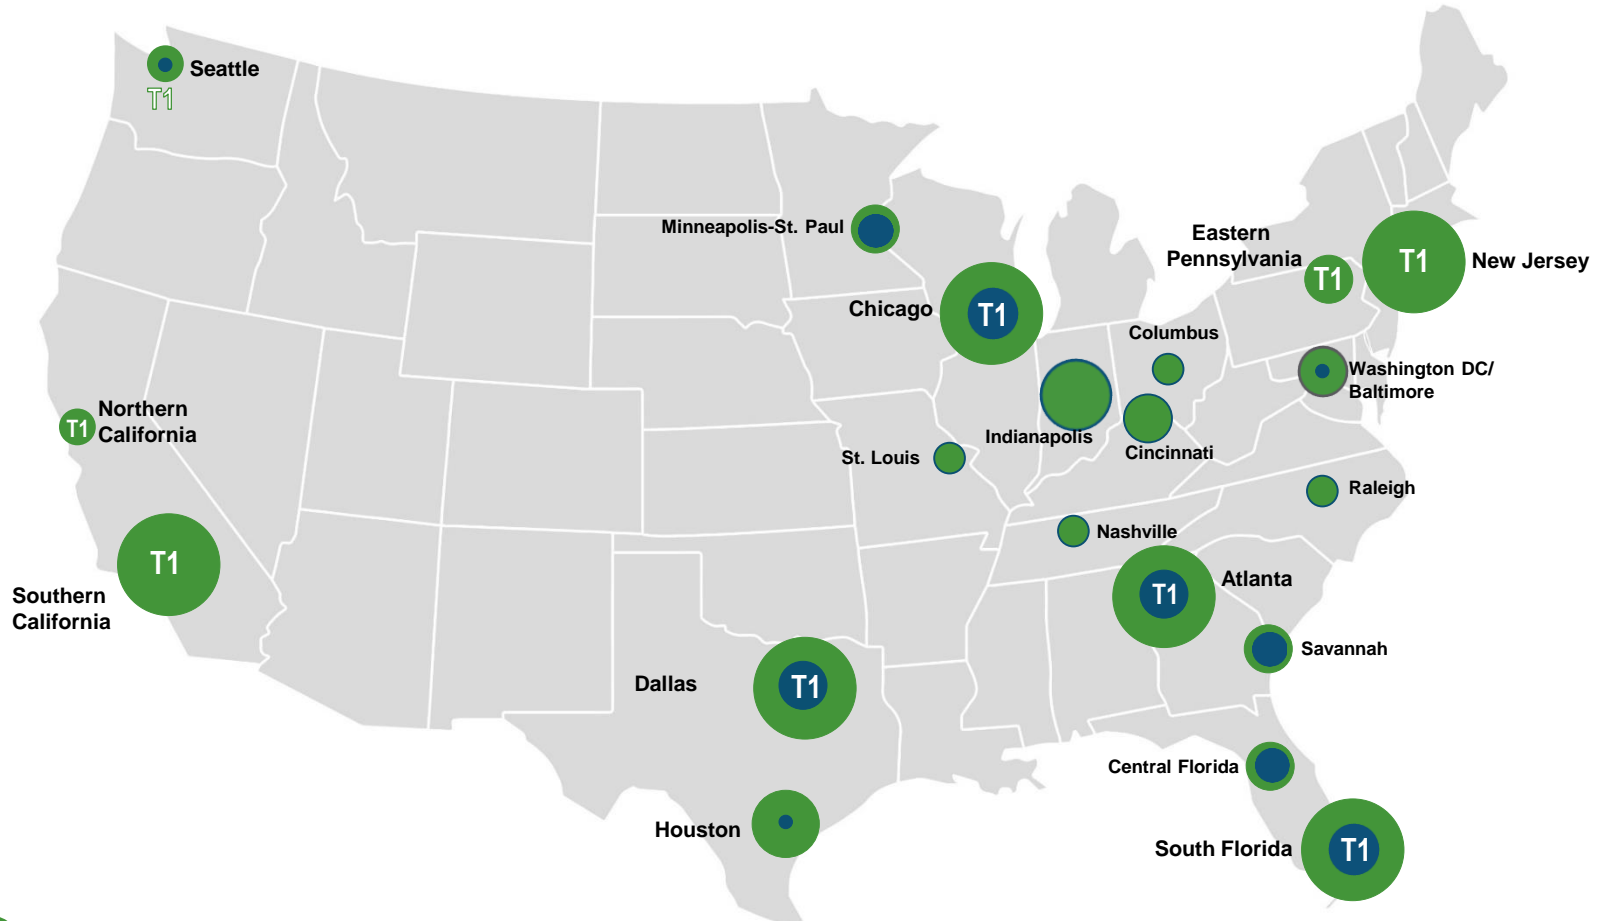 Seattle
T1
Minneapolis-St. Paul
Eastern
Pennsylvania
T1
T1
New Jersey
Chicago
T1
Columbus
Washington DC/
Baltimore
Northern
California
T1
Indianapolis
Cincinnati
St. Louis
Raleigh
Nashville
T1
Southern
California
Atlanta
T1
Savannah
Dallas
T1
Central Florida
Houston
South Florida
T1